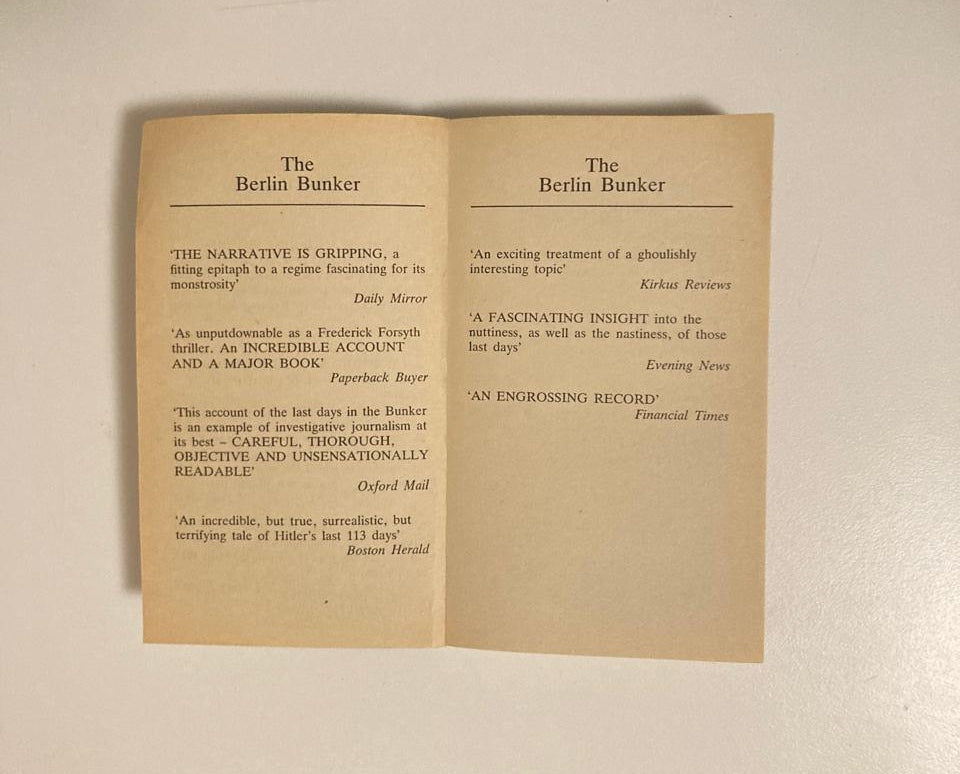 The
Berlin Bunker
‘THE NARRATIVE IS GRIPPING, a
fitting epitaph to a regime fascinating for its
monstrosity’
Daily Mirror
‘As unputdownable as a Frederick Forsyth
thriller. An INCREDIBLE ACCOUNT
AND A MAJOR BOOK’
Paperback Buyer
‘This account of the last days in the Bunker
is an example of investigative journalism at
its best – CAREFUL, THOROUGH,
OBJECTIVE AND UNSENSATIONALLY
READABLE’
Oxford Mail
‘An incredible, but true, surrealistic, but
terrifying tale of Hitler’s last 113 days’
Boston Herald
The
Berlin Bunker
‘An exciting treatment of a ghoulishly
interesting topic’
Kirkus Reviews
‘A FASCINATING INSIGHT into the
nuttiness, as well as the nastiness, of those
last days’
Evening News
‘AN ENGROSSING RECORD’
Financial Times